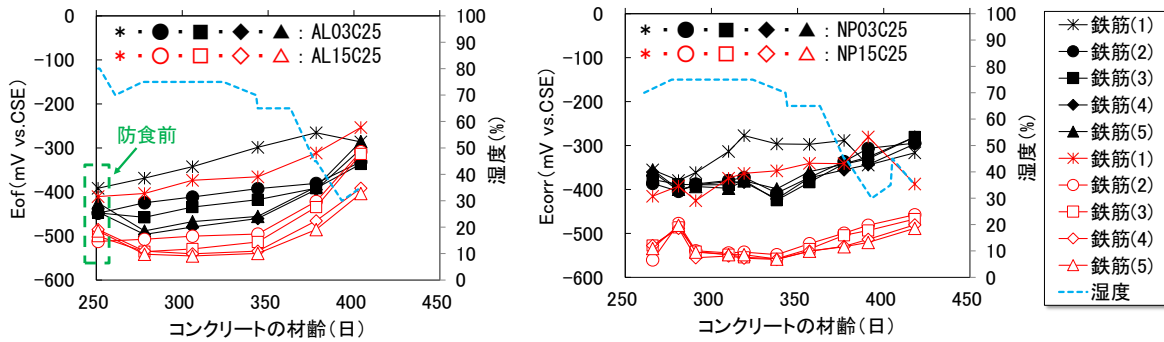 0
-100
-200
-300
-400
-500
-600
Eof(mV vs.CSE)
* ・ ● ・ ■ ・ ◆ ・ ▲ : AL03C25
* ・ ○ ・ □ ・ ◇ ・ △ : AL15C25
防食前
100
90
80
70
60
50
40
30
20
10
0
湿度(%)
250 300 350 400 450
コンクリートの材齢(日)
0
-100
-200
-300
-400
-500
-600
Ecorr(mV vs.CSE)
* ・ ● ・ ■ ・ ◆ ・ ▲ : NP03C25
* ・ ○ ・ □ ・ ◇ ・ △ : NP15C25
100
90
80
70
60
50
40
30
20
10
0
湿度(%)
250 300 350 400 450
コンクリートの材齢(日)
鉄筋(1)
鉄筋(2)
鉄筋(3)
鉄筋(4)
鉄筋(5)
鉄筋(1)
鉄筋(2)
鉄筋(3)
鉄筋(4)
鉄筋(5)
湿度